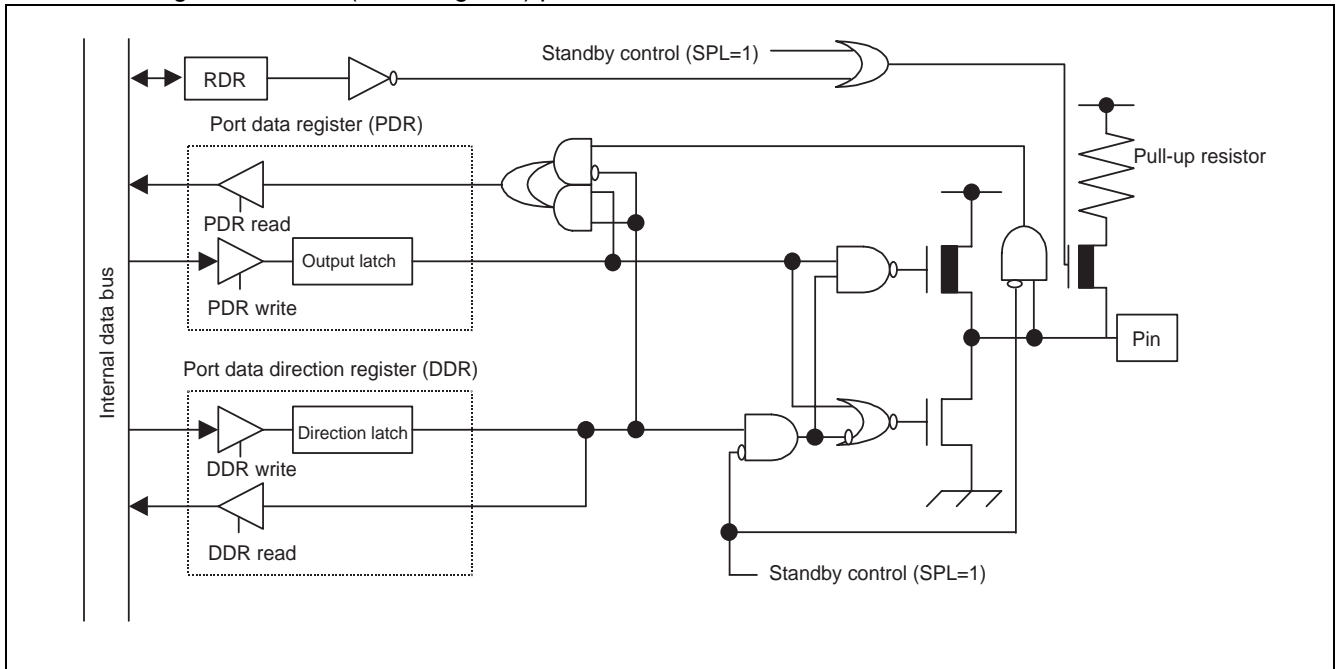 Standby control (SPL=1)
RDR
Port data register (PDR)
Pull-up resistor
PDR read
Output latch
PDR write
Internal data bus
Pin
Port data direction register (DDR)
Direction latch
DDR write
DDR read
Standby control (SPL=1)